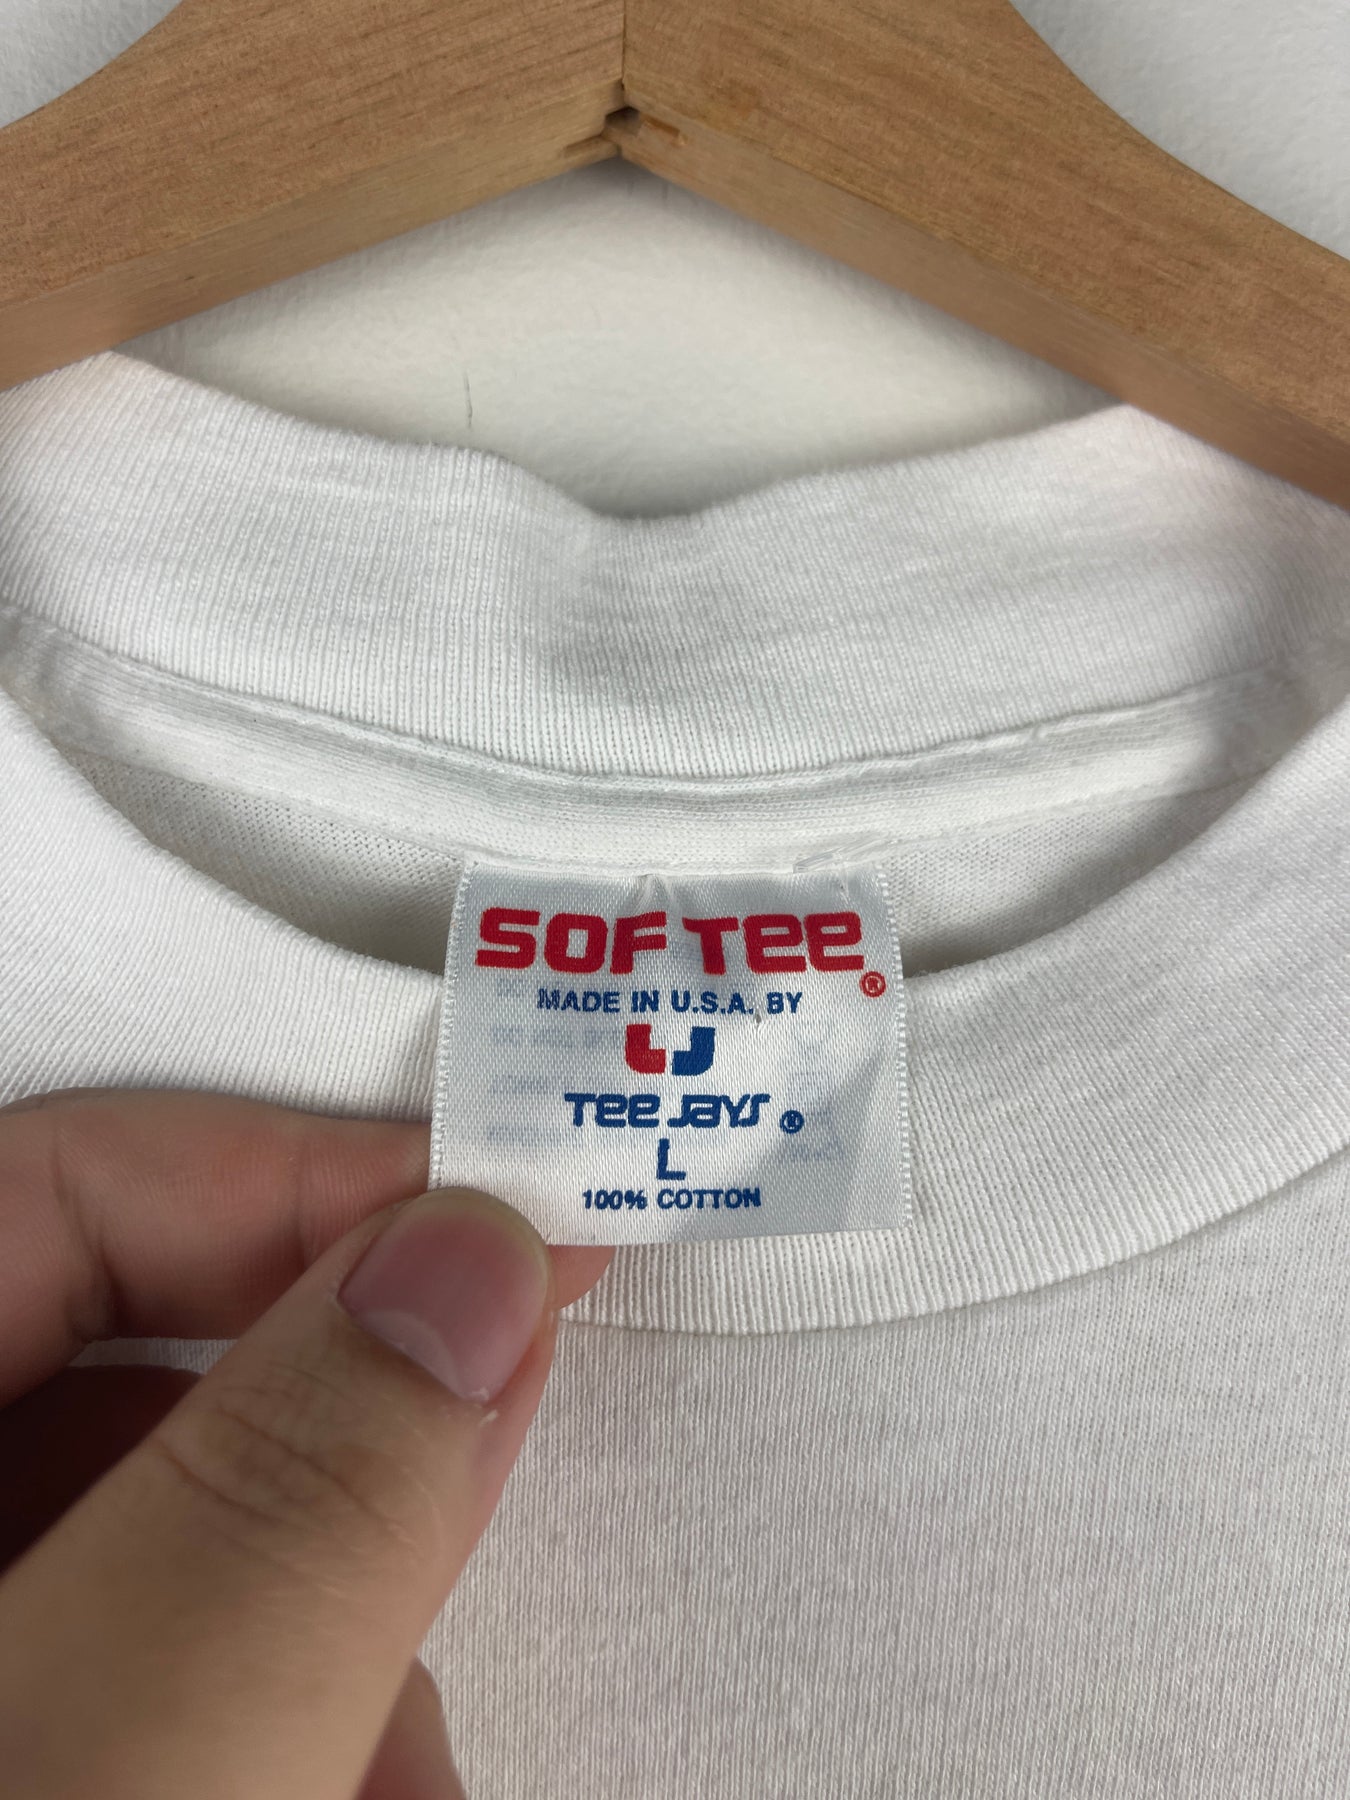 SOF TEE®
MADE IN U.S.A. BY
TEE JAYS®
L
100% COTTON